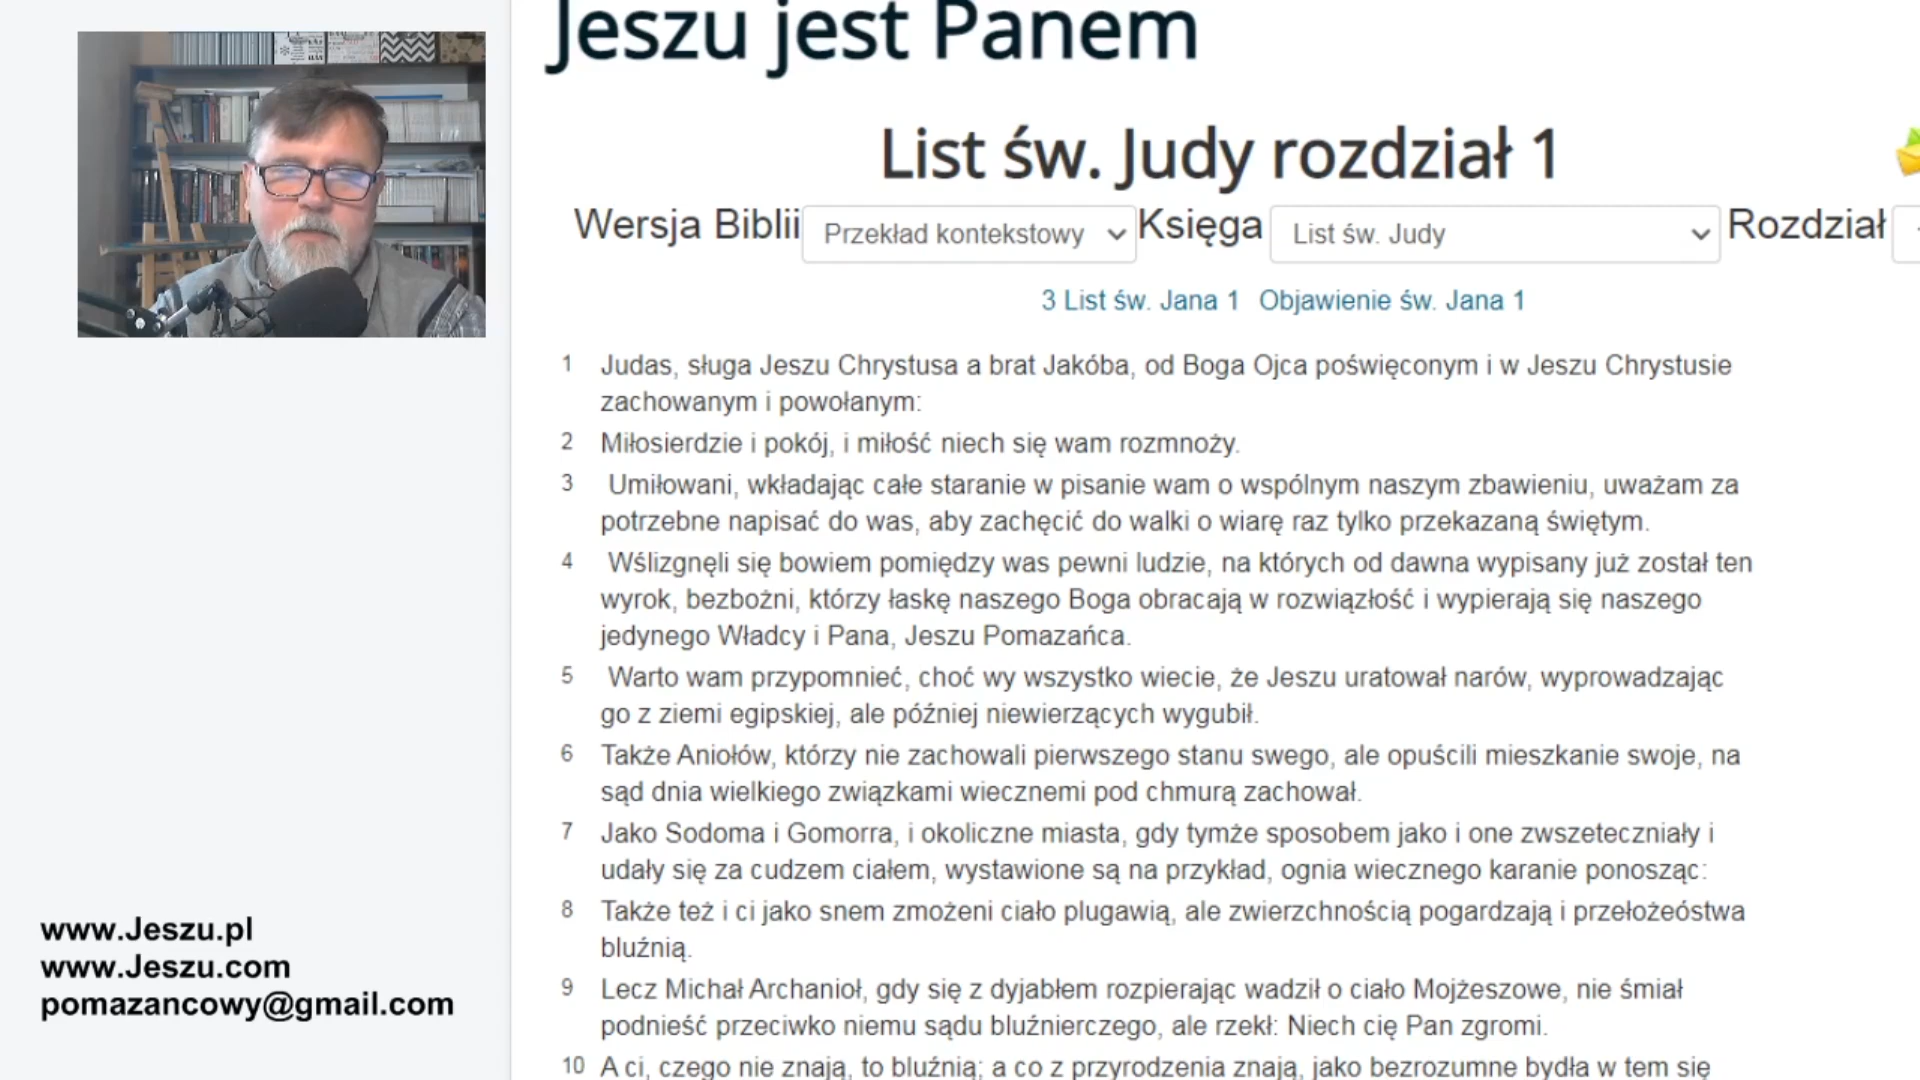 Jeszu jest Panem
List św. Judy rozdział 1
Wersja Biblii Przekład kontekstowy Księga List św. Judy Rozdział
3 List św. Jana 1 Objawienie św. Jana 1
1 Judas, sługa Jeszu Chrystusa a brat Jakóba, od Boga Ojca poświęconym i w Jeszu Chrystusie
zachowanym i powołanym:
2 Miłosierdzie i pokój, i miłość niech się wam rozmnoży.
3 Umiłowani, wkładając całe staranie w pisanie wam o wspólnym naszym zbawieniu, uważam za
potrzebne napisać do was, aby zachęcić do walki o wiarę raz tylko przekazaną świętym.
4 Wślizgnęli się bowiem pomiędzy was pewni ludzie, na których od dawna wypisany już został ten
wyrok, bezbożni, którzy łaskę naszego Boga obracają w rozwiązłość i wypierają się naszego
jedynego Władcy i Pana, Jeszu Pomazańca.
5 Warto wam przypomnieć, choć wy wszystko wiecie, że Jeszu uratował narów, wyprowadzając
go z ziemi egipskiej, ale później niewierzących wygubił.
6 Także Aniołów, którzy nie zachowali pierwszego stanu swego, ale opuścili mieszkanie swoje, na
sąd dnia wielkiego związkami wiecznemi pod chmurą zachował.
7 Jako Sodoma i Gomorra, i okoliczne miasta, gdy tymże sposobem jako i one zwszeteczniały i
udały się za cudzem ciałem, wystawione są na przykład, ognia wiecznego karanie ponosząc:
8 Także też i ci jako snem zmożeni ciało plugawią, ale zwierzchnością pogardzają i przełożeóstwa
bluźnią.
9 Lecz Michał Archanioł, gdy się z dyjabłem rozpierając wadził o ciało Mojżeszowe, nie śmiał
podnieść przeciwko niemu sądu bluźnierczego, ale rzekł: Niech cię Pan zgromi.
10 A ci, czego nie znają, to bluźnią; a co z przyrodzenia znają, jako bezrozumne bydła w tem się
www.Jeszu.pl
www.Jeszu.com
pomazancowy@gmail.com